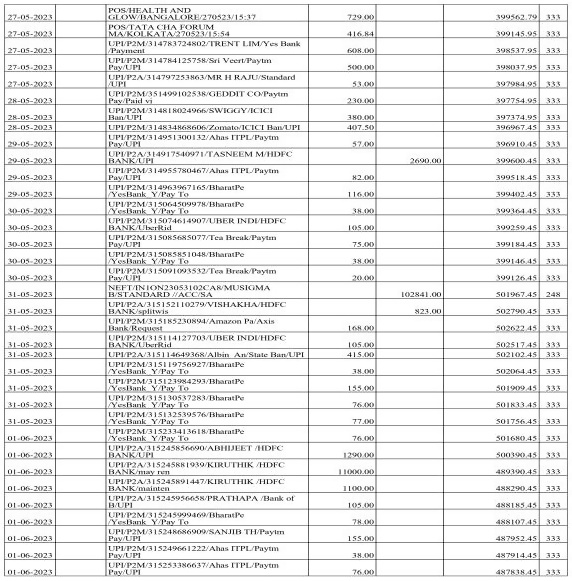 POS/HEALTH AND
27-05-2023 GLOW/BANGALORE/270523/15:37 729.00 399562.79 333
POS/TATA CHA FORUM
27-05-2023 MA/KOLKATA/270523/15:54 416.84 399145.95 333
UPI/P2M/314783724802/TRENT LIM/Yes Bank
27-05-2023 /Payment 608.00 398537.95 333
UPI/P2M/314784125758/Sri Veert/Paytm
27-05-2023 Pay/UPI 500.00 398037.95 333
UPI/P2A/314797253863/MR H RAJU/Standard
27-05-2023 /UPI 53.00 397984.95 333
UPI/P2M/351499102538/GEDDIT CO/Paytm
28-05-2023 Pay/Paid vi 230.00 397754.95 333
UPI/P2M/314818024966/SWIGGY/ICICI
28-05-2023 Ban/UPI 380.00 397374.95 333
28-05-2023 UPI/P2M/314834868606/Zomato/ICICI Ban/UPI 407.50 396967.45 333
UPI/P2M/314951300132/Ahas ITPL/Paytm
29-05-2023 Pay/UPI 57.00 396910.45 333
UPI/P2A/314917540971/TASNEEM M/HDFC
29-05-2023 BANK/UPI 2690.00 399600.45 333
UPI/P2M/314955780467/Ahas ITPL/Paytm
29-05-2023 Pay/UPI 82.00 399518.45 333
UPI/P2M/314963967165/BharatPe
29-05-2023 /YesBank_Y/Pay To 116.00 399402.45 333
UPI/P2M/315064509978/BharatPe
30-05-2023 /YesBank_Y/Pay To 38.00 399364.45 333
UPI/P2M/315074614907/UBER INDI/HDFC
30-05-2023 BANK/UberRid 105.00 399259.45 333
UPI/P2M/315085685077/Tea Break/Paytm
30-05-2023 Pay/UPI 75.00 399184.45 333
UPI/P2M/315085851048/BharatPe
30-05-2023 /YesBank_Y/Pay To 38.00 399146.45 333
UPI/P2M/315091093532/Tea Break/Paytm
30-05-2023 Pay/UPI 20.00 399126.45 333
NEFT/IN1ON23053102CA8/MUSIGMA
31-05-2023 B/STANDARD //ACC/SA 102841.00 501967.45 248
UPI/P2A/315152110279/VISHAKHA/HDFC
31-05-2023 BANK/splitwis 823.00 502790.45 333
UPI/P2M/315185230894/Amazon Pa/Axis
31-05-2023 Bank/Request 168.00 502622.45 333
UPI/P2M/315114127703/UBER INDI/HDFC
31-05-2023 BANK/UberRid 105.00 502517.45 333
31-05-2023 UPI/P2A/315114649368/Albin An/State Ban/UPI 415.00 502102.45 333
UPI/P2M/315119756927/BharatPe
31-05-2023 /YesBank_Y/Pay To 38.00 502064.45 333
UPI/P2M/315123984293/BharatPe
31-05-2023 /YesBank_Y/Pay To 155.00 501909.45 333
UPI/P2M/315130537283/BharatPe
31-05-2023 /YesBank_Y/Pay To 76.00 501833.45 333
UPI/P2M/315132539576/BharatPe
31-05-2023 /YesBank_Y/Pay To 77.00 501756.45 333
UPI/P2M/315233413618/BharatPe
01-06-2023 /YesBank_Y/Pay To 76.00 501680.45 333
UPI/P2A/315245856690/ABHIJEET /HDFC
01-06-2023 BANK/UPI 1290.00 500390.45 333
UPI/P2A/315245881939/KIRUTHIK /HDFC
01-06-2023 BANK/may ren 11000.00 489390.45 333
UPI/P2A/315245891447/KIRUTHIK /HDFC
01-06-2023 BANK/mainten 1100.00 488290.45 333
UPI/P2A/315245956658/PRATHAPA /Bank of
01-06-2023 B/UPI 105.00 488185.45 333
UPI/P2M/315245999469/BharatPe
01-06-2023 /YesBank_Y/Pay To 78.00 488107.45 333
UPI/P2M/315248686909/SANJIB TH/Paytm
01-06-2023 Pay/UPI 155.00 487952.45 333
UPI/P2M/315249661222/Ahas ITPL/Paytm
01-06-2023 Pay/UPI 38.00 487914.45 333
UPI/P2M/315253386637/Ahas ITPL/Paytm
01-06-2023 Pay/UPI 76.00 487838.45 333